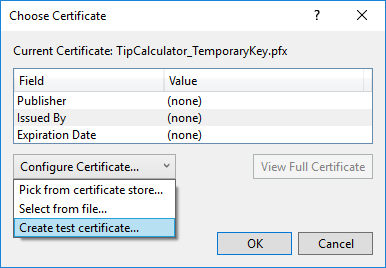 Choose Certificate
?
Current Certificate: TipCalculator_TemporaryKey.pfx
Field Value
Publisher (none)
Issued By (none)
Expiration Date (none)
Configure Certificate... View Full Certificate
Pick from certificate store...
Select from file...
Create test certificate...
OK Cancel